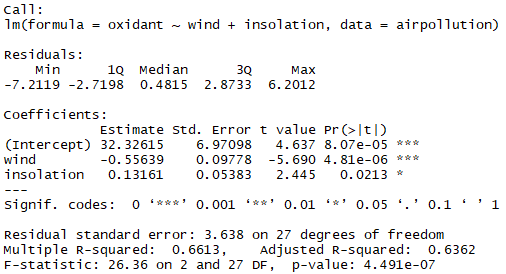 Call:
lm(formula = oxidant ~ wind + insolation, data = airpollution)
Residuals:
Min 1Q Median 3Q Max
-7.2119 -2.7198 0.4815 2.8733 6.2012
Coefficients:
Estimate Std. Error t value Pr(>|t|)
(Intercept) 32.32615 6.97098 4.637 8.07e-05 ***
wind -0.55639 0.09778 -5.690 4.81e-06 ***
insolation 0.13161 0.05383 2.445 0.0213 *
---
Signif. codes: 0 ‘***’ 0.001 ‘**’ 0.01 ‘*’ 0.05 ‘.’ 0.1 ‘ ’ 1
Residual standard error: 3.638 on 27 degrees of freedom
Multiple R-squared: 0.6613, Adjusted R-squared: 0.6362
F-statistic: 26.36 on 2 and 27 DF, p-value: 4.491e-07